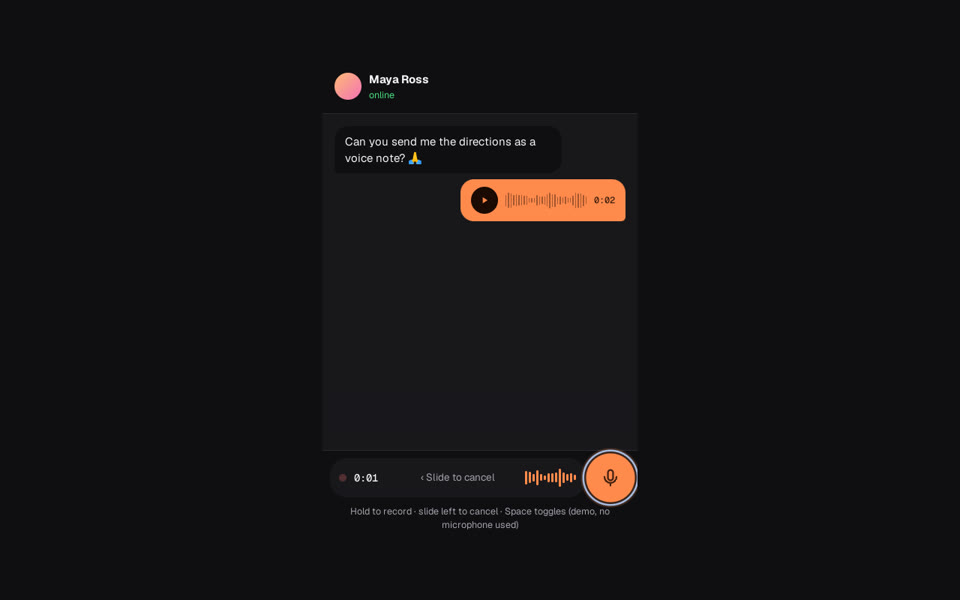 Maya Ross
online
Can you send me the directions as a
voice note? 🙏
0:02
0:01
‹ Slide to cancel
Hold to record · slide left to cancel · Space toggles (demo, no
microphone used)